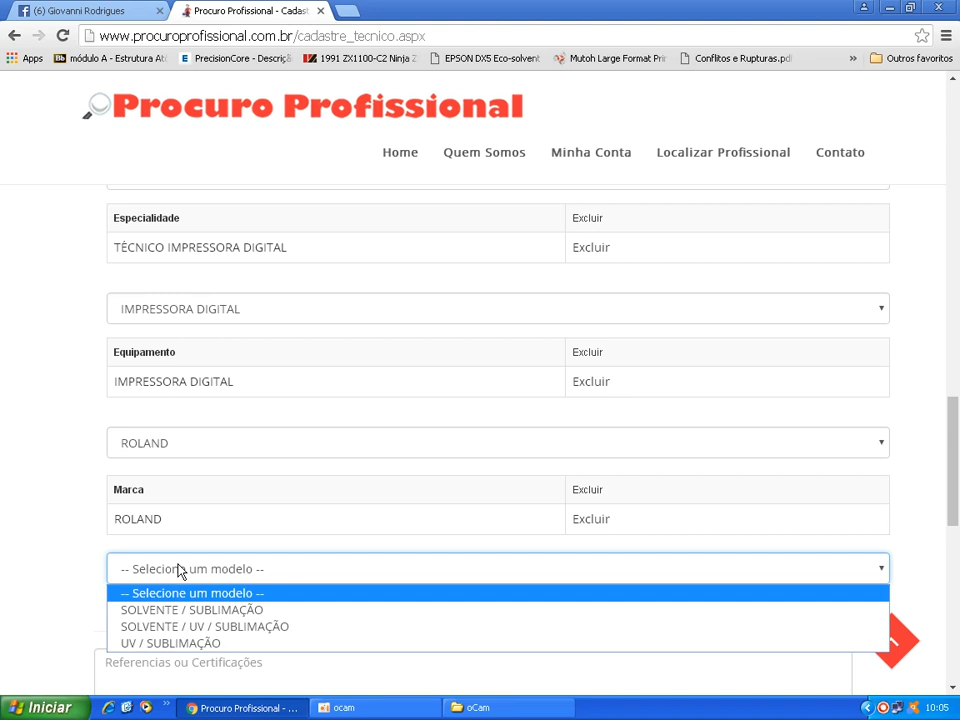 (6) Giovanni Rodrigues
Procuro Profissional - Cadast
www.procuroprofissional.com.br/cadastre_tecnico.aspx
Apps
Bb módulo A - Estrutura At
E PrecisionCore - Descriç
1991 ZX1100-C2 Ninja Z
EPSON DX5 Eco-solvent
Mutoh Large Format Prin
Conflitos e Rupturas.pd
»
Outros favoritos
Procuro Profissional
Home
Quem Somos
Minha Conta
Localizar Profissional
Contato
Especialidade
Excluir
TÉCNICO IMPRESSORA DIGITAL
Excluir
IMPRESSORA DIGITAL
Equipamento
Excluir
IMPRESSORA DIGITAL
Excluir
ROLAND
Marca
Excluir
ROLAND
Excluir
-- Selecione um modelo --
-- Selecione um modelo --
SOLVENTE / SUBLIMAÇÃO
SOLVENTE / UV / SUBLIMAÇÃO
UV / SUBLIMAÇÃO
Referencias ou Certificações
Iniciar
»
Procuro Profissional - ...
ocam
oCam
10:05